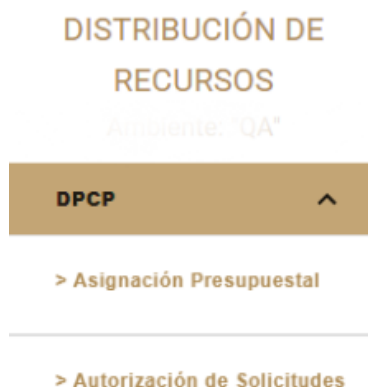 DISTRIBUCIÓN DE
RECURSOS
Ambiente: "QA"
DPCP
> Asignación Presupuestal
> Autorización de Solicitudes